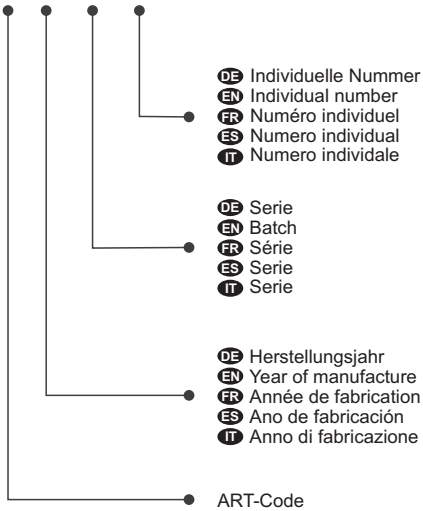 DE Individuelle Nummer
EN Individual number
FR Numéro individuel
ES Numero individual
IT Numero individale
DE Serie
EN Batch
FR Série
ES Serie
IT Serie
DE Herstellungsjahr
EN Year of manufacture
FR Année de fabrication
ES Ano de fabricación
IT Anno di fabricazione
ART-Code